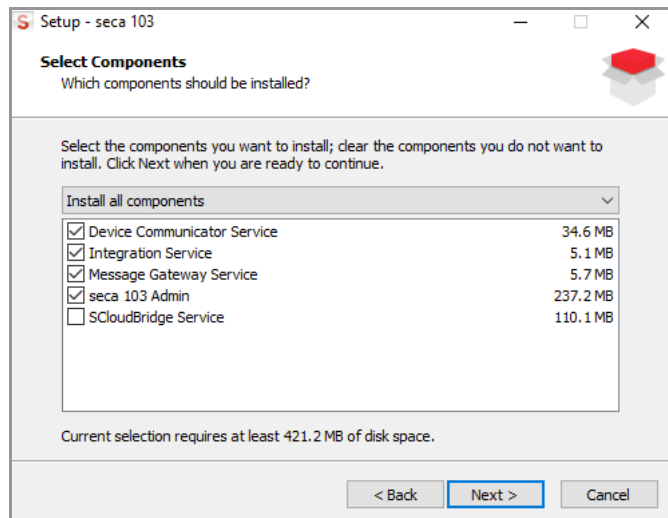 S Setup - seca 103
Select Components
Which components should be installed?
Select the components you want to install; clear the components you do not want to
install. Click Next when you are ready to continue.
Install all components
Device Communicator Service 34.6 MB
Integration Service 5.1 MB
Message Gateway Service 5.7 MB
seca 103 Admin 237.2 MB
SCloudBridge Service 110.1 MB
Current selection requires at least 421.2 MB of disk space.
< Back Next > Cancel